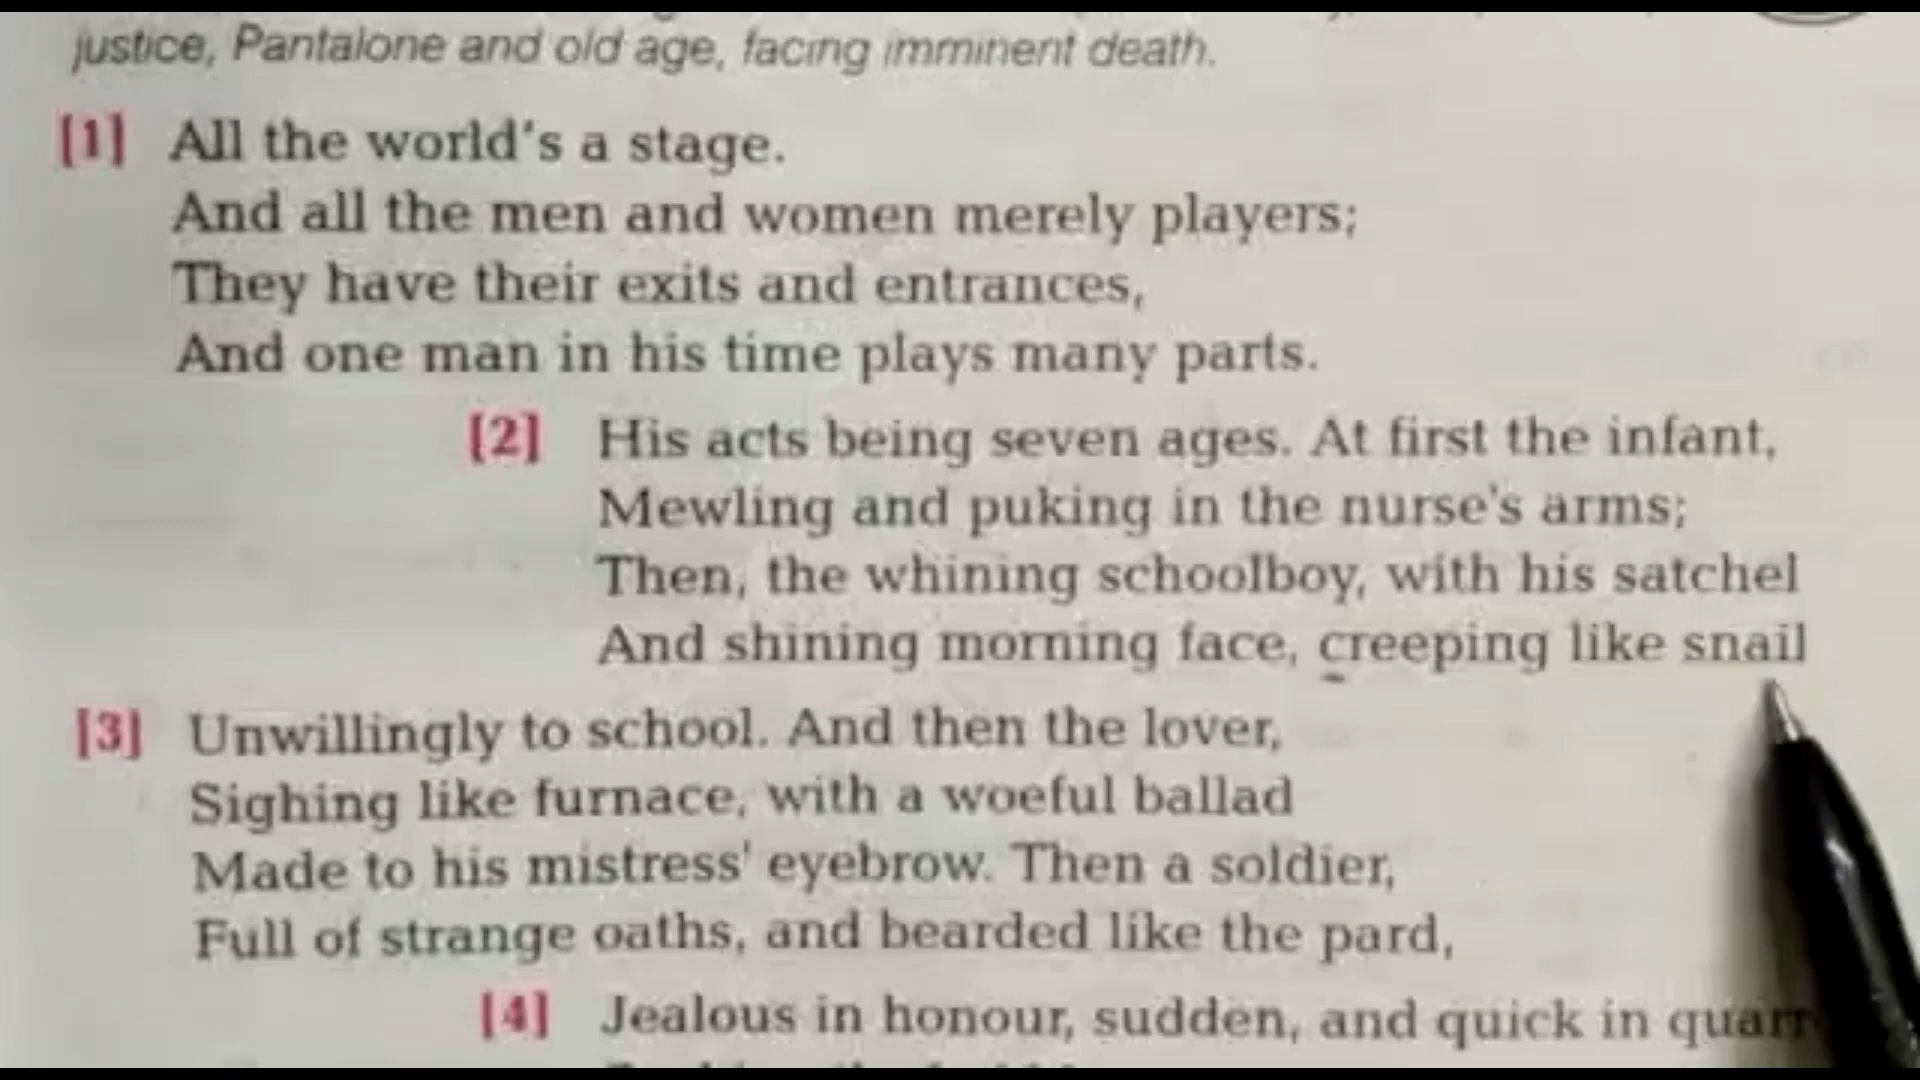 justice, Pantalone and old age, facing imminent death.
[1] All the world's a stage.
And all the men and women merely players;
They have their exits and entrances,
And one man in his time plays many parts.
[2] His acts being seven ages. At first the infant,
Mewling and puking in the nurse's arms;
Then, the whining schoolboy, with his satchel
And shining morning face, creeping like snail
[3] Unwillingly to school. And then the lover,
Sighing like furnace, with a woeful ballad
Made to his mistress' eyebrow. Then a soldier,
Full of strange oaths, and bearded like the pard,
[4] Jealous in honour, sudden, and quick in quarr